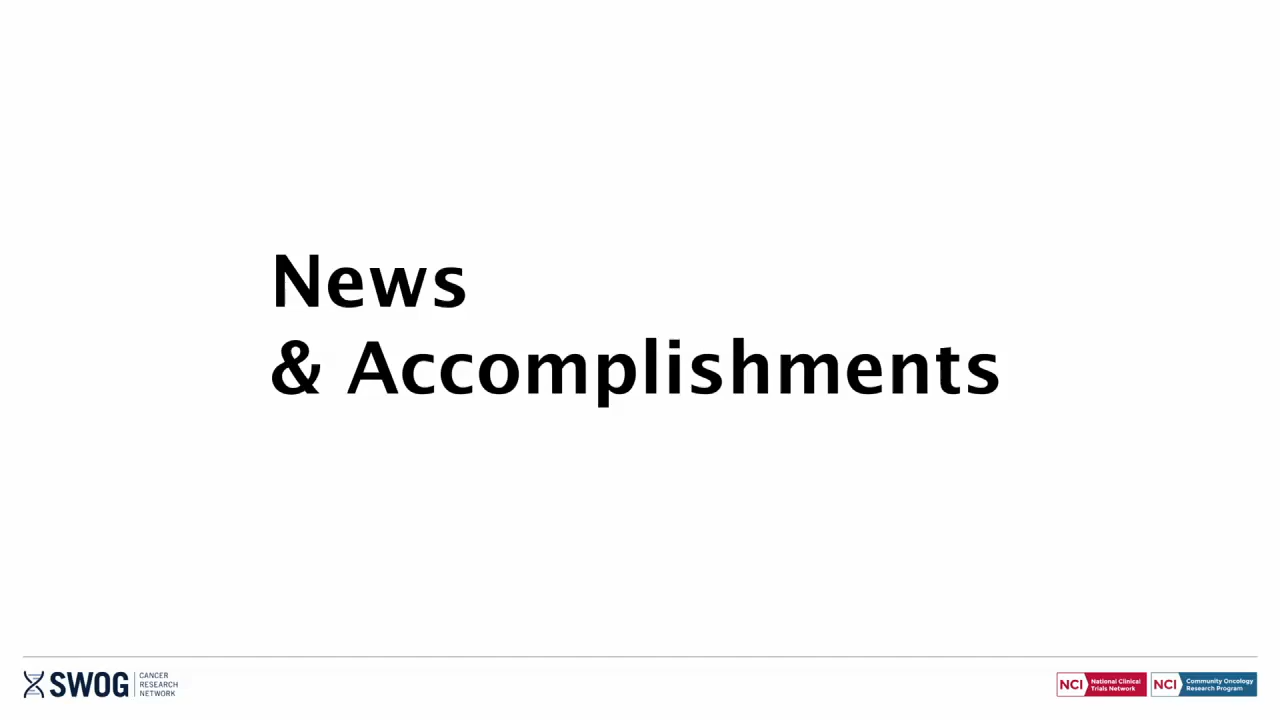 News
& Accomplishments
SWOG
CANCER
RESEARCH
NETWORK
NCI
National Clinical
Trials Network
NCI
Community Oncology
Research Program